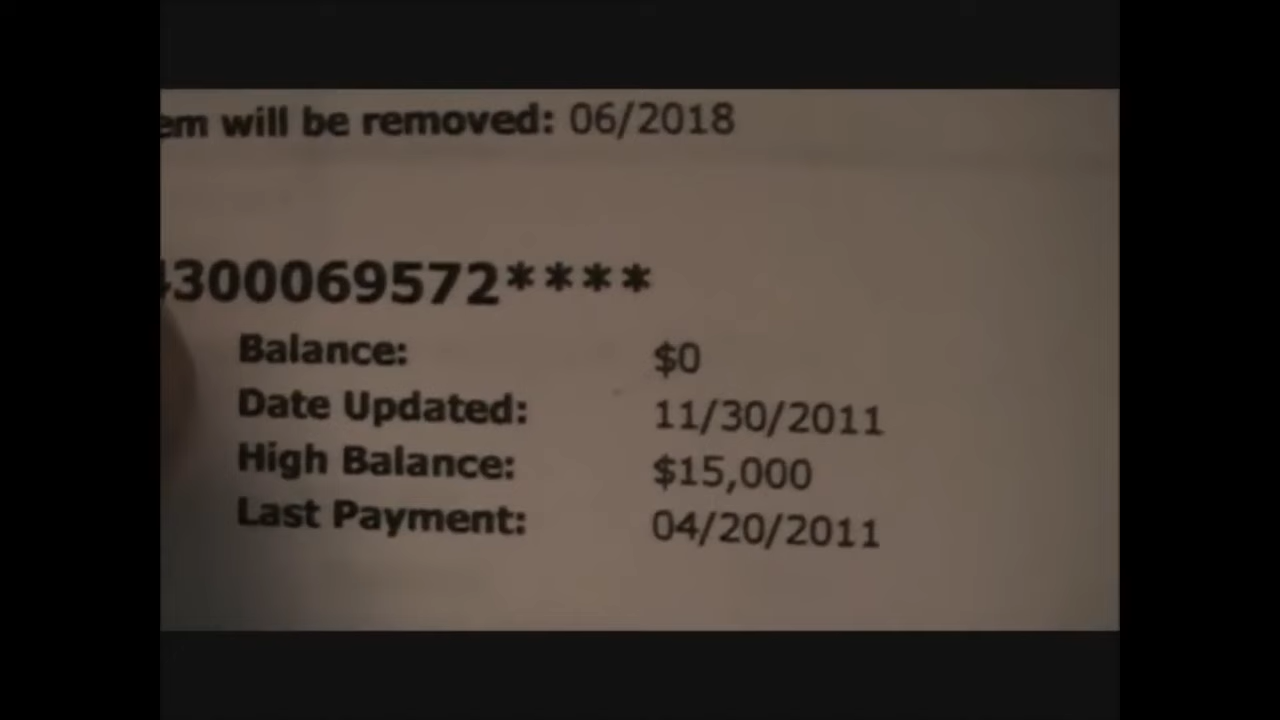 em will be removed: 06/2018
4300069572****
Balance: $0
Date Updated: 11/30/2011
High Balance: $15,000
Last Payment: 04/20/2011